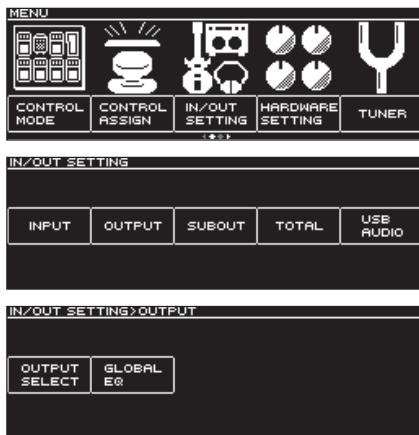 MENU
CONTROL MODE
CONTROL ASSIGN
IN/OUT SETTING
HARDWARE SETTING
TUNER
IN/OUT SETTING
INPUT
OUTPUT
SUBOUT
TOTAL
USB AUDIO
IN/OUT SETTING>OUTPUT
OUTPUT SELECT
GLOBAL EQ